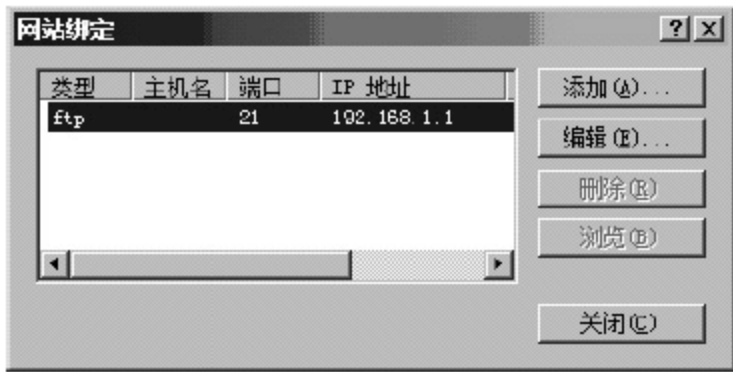 网站绑定
类型 主机名 端口 IP 地址
ftp 21 192.168.1.1
添加(A)...
编辑(E)...
删除(R)
浏览(B)
关闭(C)